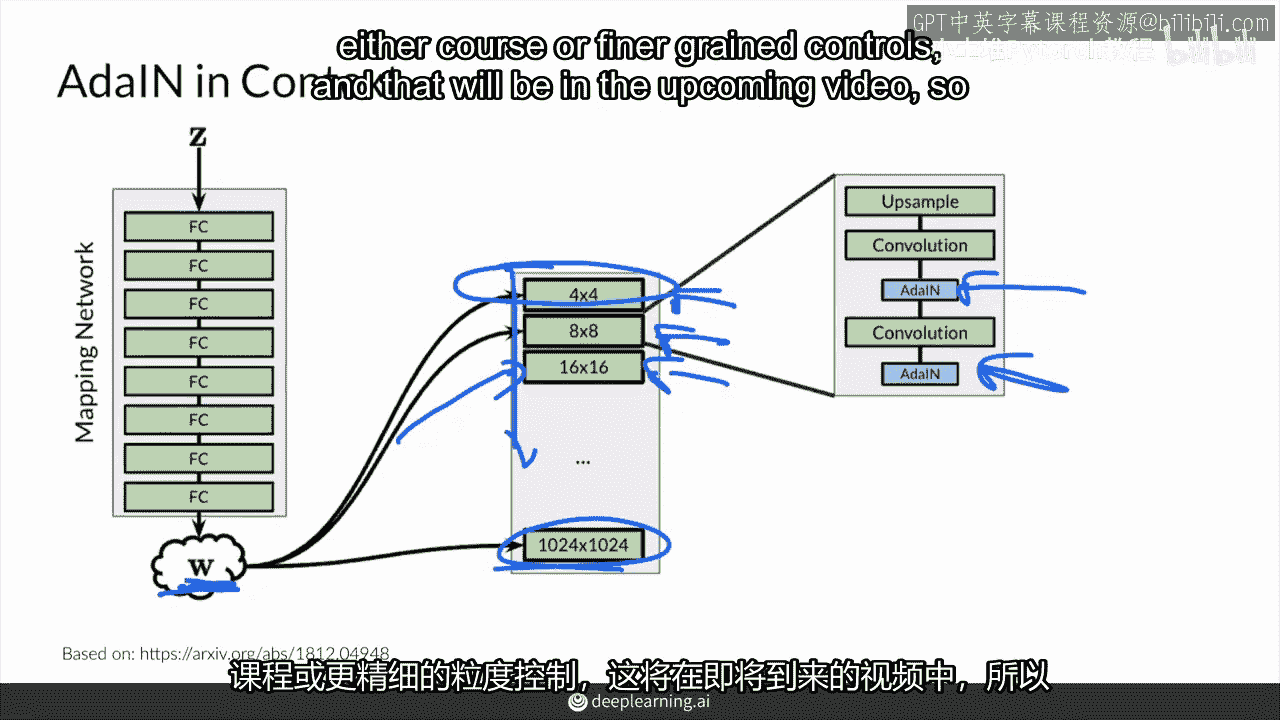 GPT中英字幕课程资源@bilibili.com
either course or finer grained controls,
and that will be in the upcoming video, so
AdaIN in Con
z
Mapping Network
FC
FC
FC
FC
FC
FC
FC
FC
w
4x4
8x8
16x16
...
1024x1024
Upsample
Convolution
AdaIN
Convolution
AdaIN
Based on: https://arxiv.org/abs/1812.04948
课程或更精细的粒度控制，这将在即将到来的视频中，所以
deeplearning.ai